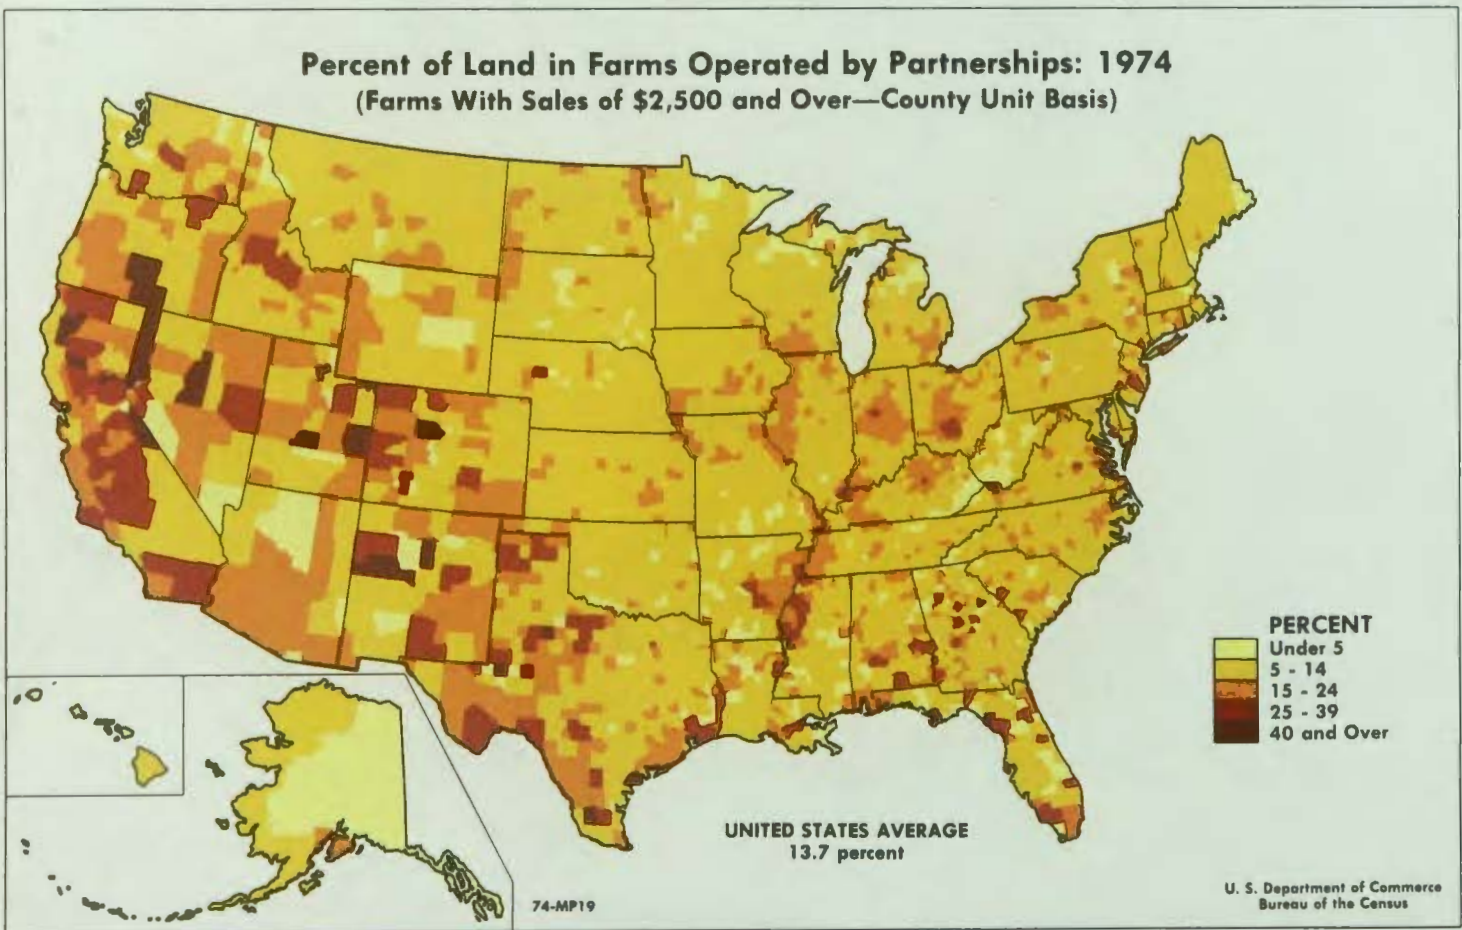 Percent of Land in Farms Operated by Partnerships: 1974
(Farms With Sales of $2,500 and Over—County Unit Basis)
PERCENT
Under 5
5 - 14
15 - 24
25 - 39
40 and Over
UNITED STATES AVERAGE
13.7 percent
74-MP19
U. S. Department of Commerce
Bureau of the Census